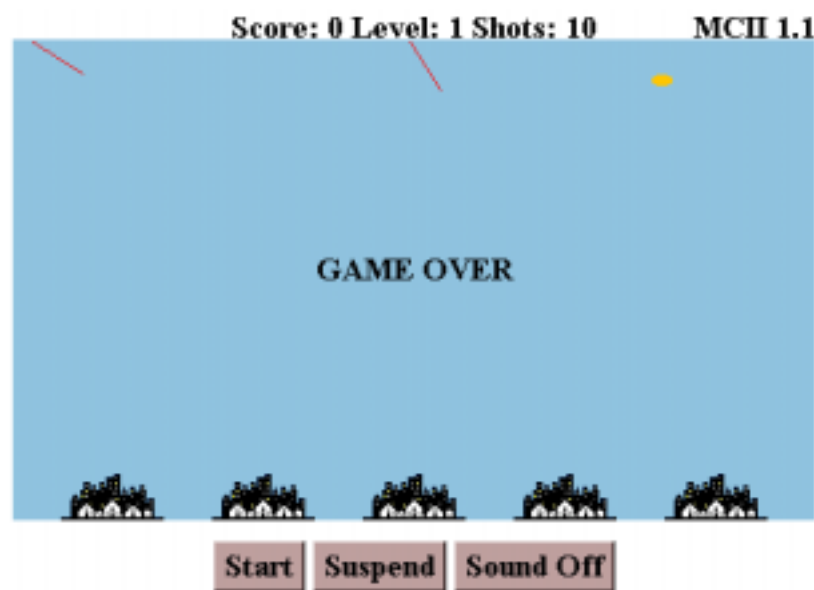 Score: 0 Level: 1 Shots: 10 MCII 1.1
GAME OVER
Start Suspend Sound Off